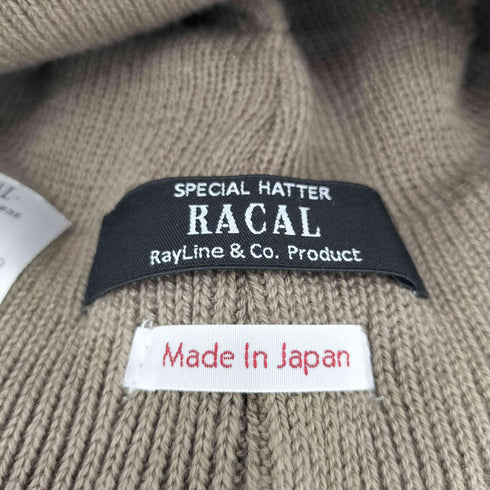 SPECIAL HATTER
RACAL
RayLine & Co. Product
Made In Japan